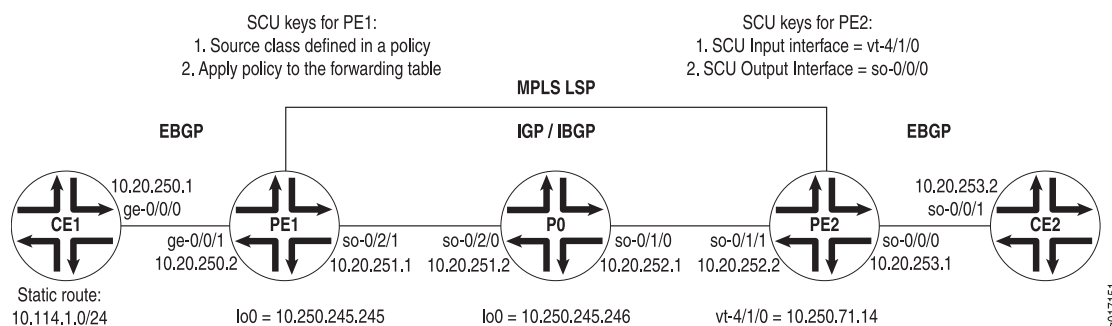 SCU keys for PE1:
1. Source class defined in a policy
2. Apply policy to the forwarding table
SCU keys for PE2:
1. SCU Input interface = vt-4/1/0
2. SCU Output Interface = so-0/0/0
MPLS LSP
EBGP
IGP / IBGP
EBGP
10.20.250.1
ge-0/0/0
CE1
ge-0/0/1
10.20.250.2
PE1
so-0/2/1
10.20.251.1
so-0/2/0
10.20.251.2
P0
so-0/1/0
10.20.252.1
so-0/1/1
10.20.252.2
PE2
so-0/0/0
10.20.253.1
10.20.253.2
so-0/0/1
CE2
Static route:
10.114.1.0/24
lo0 = 10.250.245.245
lo0 = 10.250.245.246
vt-4/1/0 = 10.250.71.14
g017151